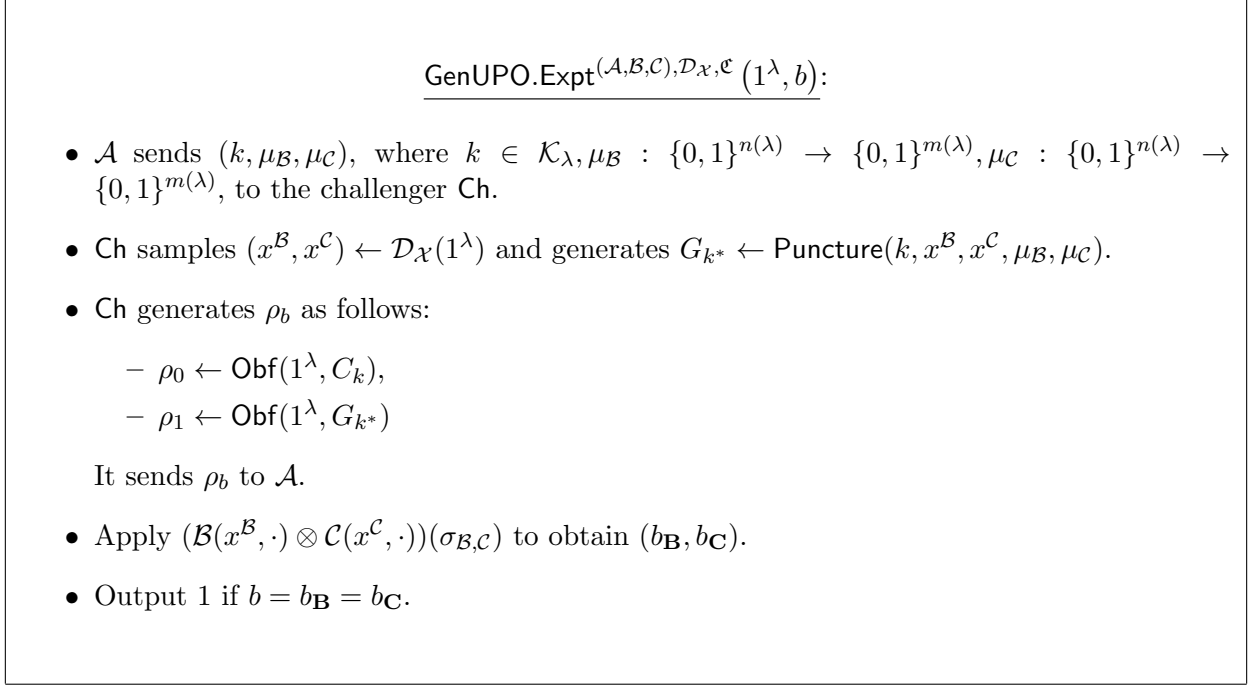 GenUPO.Expt^{(𝒜,ℬ,𝒞),𝒟_𝒳,ℭ} (1^λ, b):
• 𝒜 sends (k, μ_ℬ, μ_𝒞), where k ∈ 𝒦_λ, μ_ℬ : {0, 1}^{n(λ)} → {0, 1}^{m(λ)}, μ_𝒞 : {0, 1}^{n(λ)} →
{0, 1}^{m(λ)}, to the challenger Ch.
• Ch samples (x^ℬ, x^𝒞) ← 𝒟_𝒳(1^λ) and generates G_{k*} ← Puncture(k, x^ℬ, x^𝒞, μ_ℬ, μ_𝒞).
• Ch generates ρ_b as follows:
– ρ_0 ← Obf(1^λ, C_k),
– ρ_1 ← Obf(1^λ, G_{k*})
It sends ρ_b to 𝒜.
• Apply (ℬ(x^ℬ, ·) ⊗ 𝒞(x^𝒞, ·))(σ_{ℬ,𝒞}) to obtain (b_𝐁, b_𝐂).
• Output 1 if b = b_𝐁 = b_𝐂.